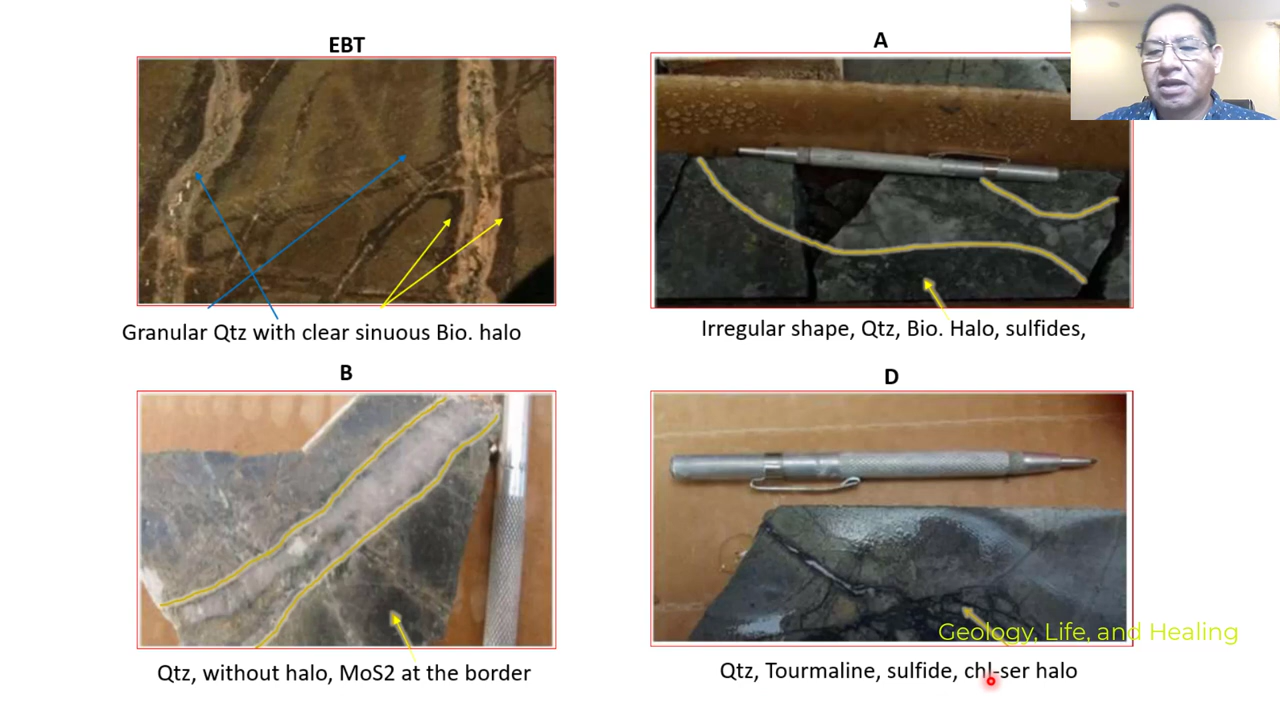 EBT
Granular Qtz with clear sinuous Bio. halo
A
Irregular shape, Qtz, Bio. Halo, sulfides,
B
Qtz, without halo, MoS2 at the border
D
Geology, Life, and Healing
Qtz, Tourmaline, sulfide, chl-ser halo